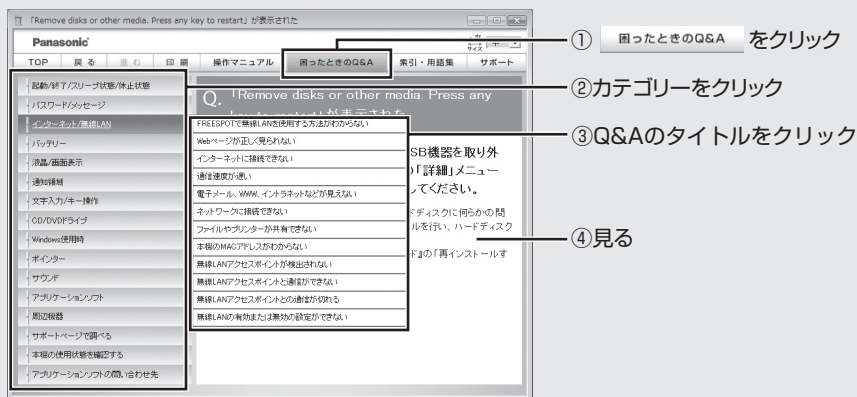 「Remove disks or other media. Press any key to restart」が表示された
Panasonic
サイズ 中
TOP 戻る 進む 印刷 操作マニュアル 困ったときのQ&A 索引・用語集 サポート
① 困ったときのQ&A をクリック
起動/終了/スリープ状態/休止状態
パスワード/メッセージ
インターネット/無線LAN
バッテリー
液晶/画面表示
通知領域
文字入力/キー操作
CD/DVDドライブ
Windows使用時
ポインター
サウンド
アプリケーションソフト
周辺機器
サポートページで調べる
本機の使用状態を確認する
アプリケーションソフトの問い合わせ先
②カテゴリーをクリック
Q. 「Remove disks or other media. Press any
FREESPOTで無線LANを使用する方法がわからない
Webページが正しく見られない
インターネットに接続できない
通信速度が遅い
電子メール、WWW、イントラネットなどが見えない
ネットワークに接続できない
ファイルやプリンターが共有できない
本機のMACアドレスがわからない
無線LANアクセスポイントが検出されない
無線LANアクセスポイントと通信ができない
無線LANアクセスポイントとの通信が切れる
無線LANの有効または無効の設定ができない
③Q&Aのタイトルをクリック
SB機器を取り外
「詳細」メニュー
してください。
ードディスクに何らかの問
ルを行い、ハードディスク
ド』の「再インストールす
④見る